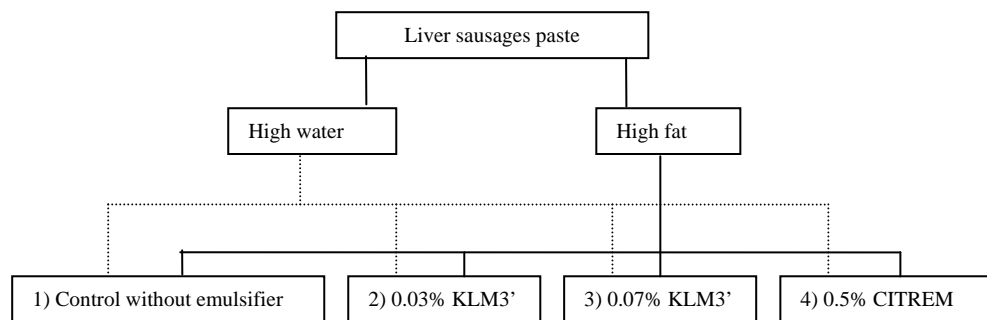 Liver sausages paste
High water
High fat
1) Control without emulsifier
2) 0.03% KLM3’
3) 0.07% KLM3’
4) 0.5% CITREM